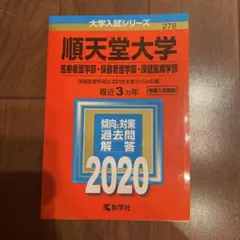 大学入試シリーズ
276
順天堂大学
医療看護学部・保健看護学部・保健医療学部
最近3カ年
傾向と対策
過去問
解答
2020
教学社